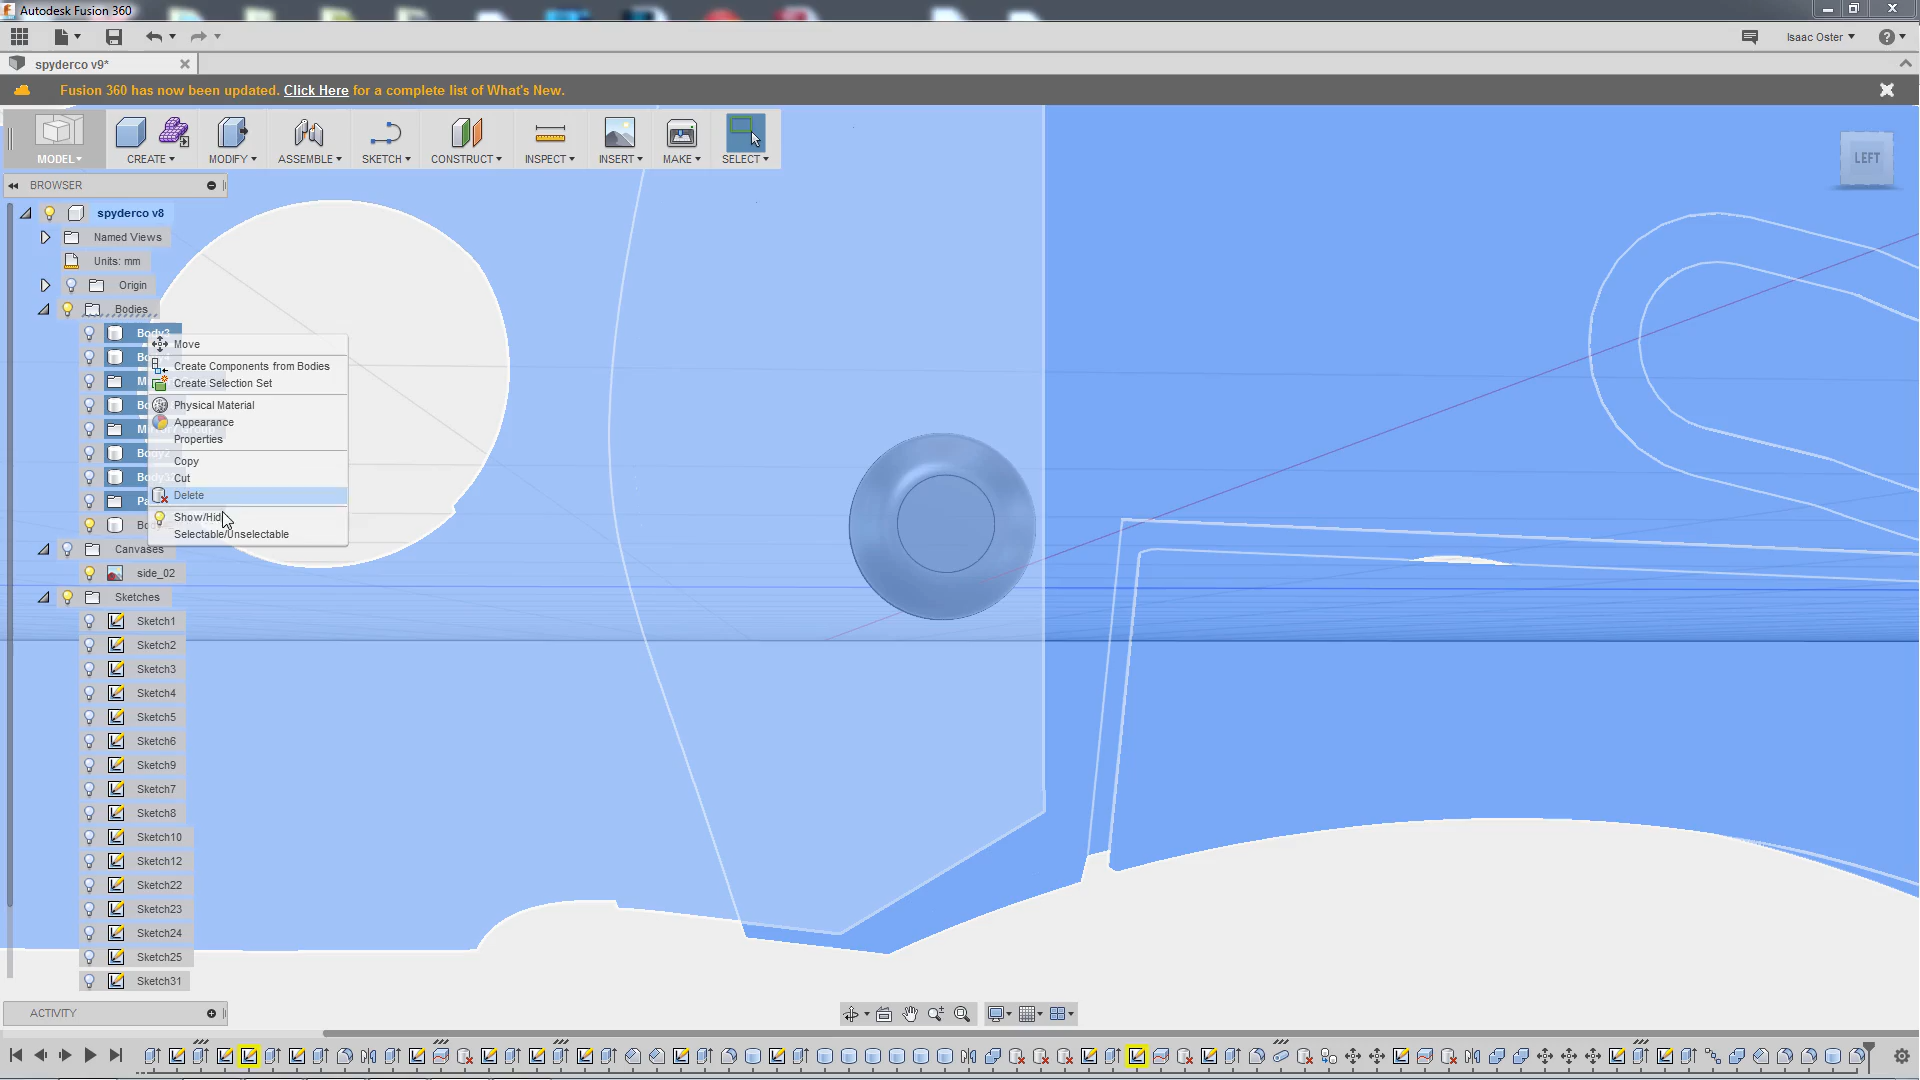 Autodesk Fusion 360
Isaac Oster
spyderco v9*
Fusion 360 has now been updated. Click Here for a complete list of What's New.
MODEL
CREATE
MODIFY
ASSEMBLE
SKETCH
CONSTRUCT
INSPECT
INSERT
MAKE
SELECT
LEFT
BROWSER
spyderco v8
Named Views
Units: mm
Origin
Bodies
Move
Create Components from Bodies
Create Selection Set
Physical Material
Appearance
Properties
Copy
Cut
Delete
Show/Hid
Selectable/Unselectable
Canvases
side_02
Sketches
Sketch1
Sketch2
Sketch3
Sketch4
Sketch5
Sketch6
Sketch9
Sketch7
Sketch8
Sketch10
Sketch12
Sketch22
Sketch23
Sketch24
Sketch25
Sketch31
ACTIVITY